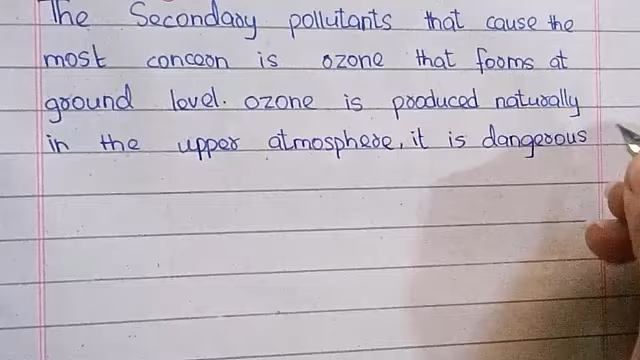 The Secondary pollutants that cause the
most concern is ozone that forms at
ground level. ozone is produced naturally
in the upper atmosphere, it is dangerous